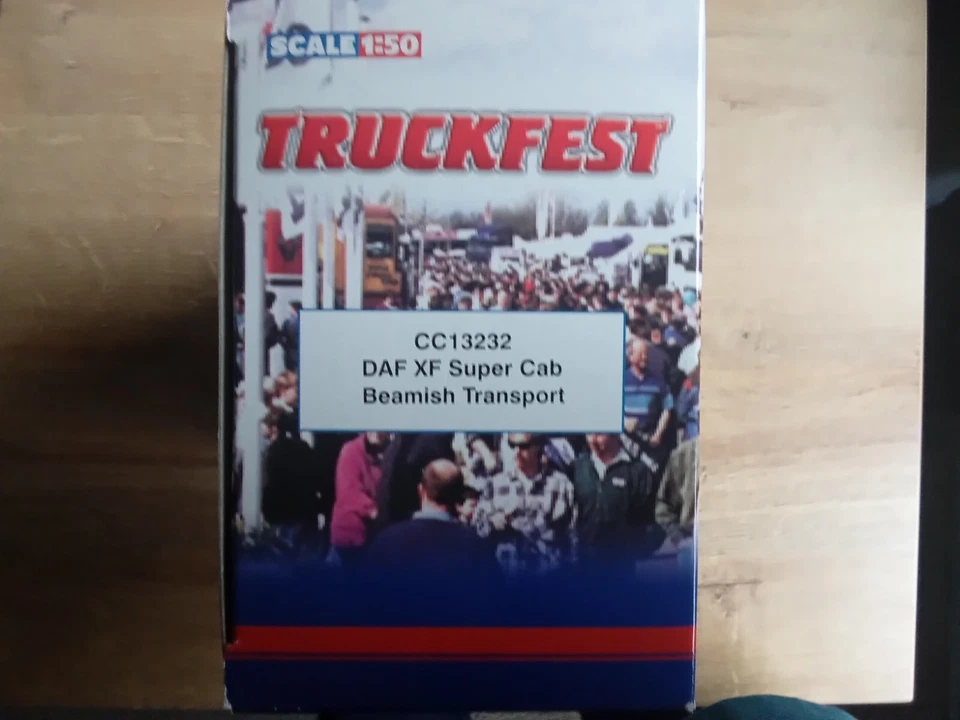 SCALE 1:50
TRUCKFEST
CC13232
DAF XF Super Cab
Beamish Transport